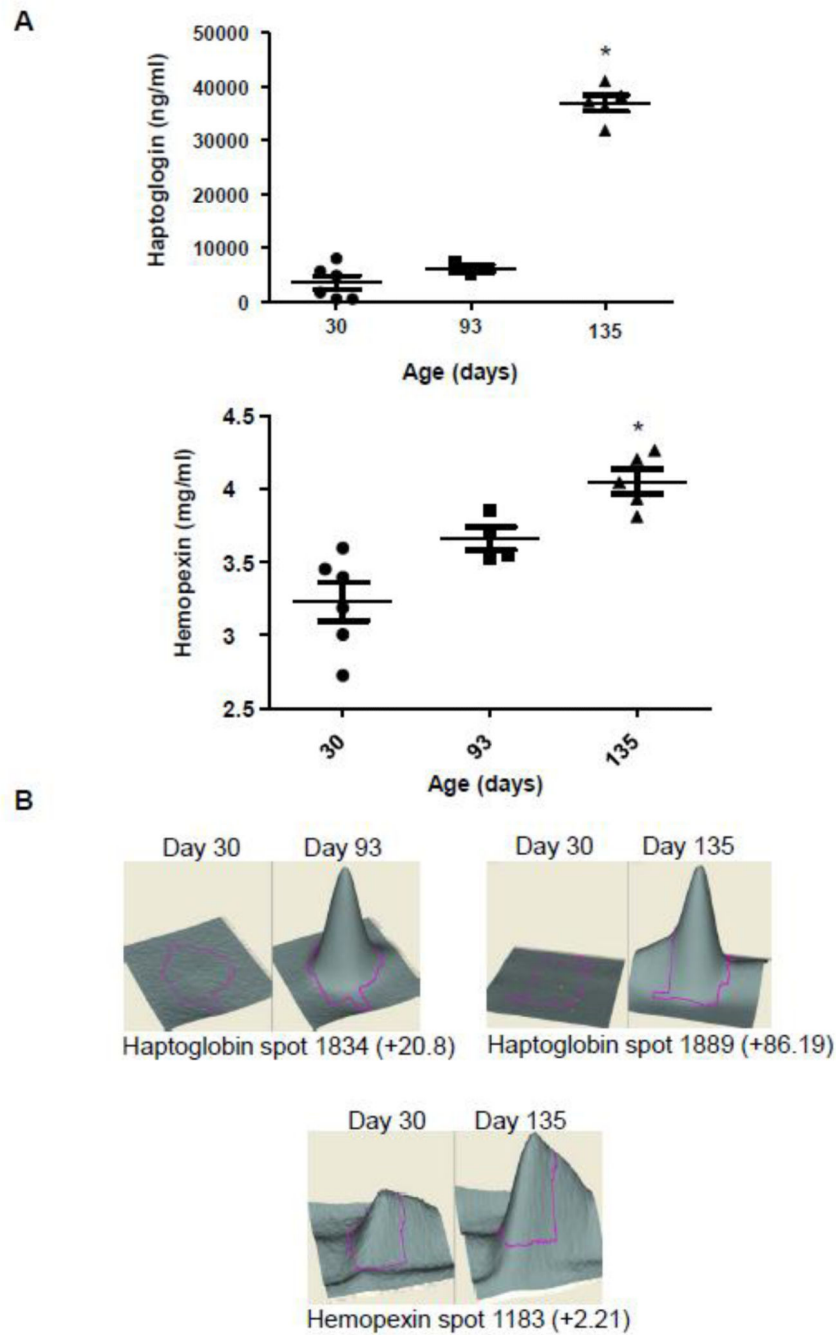 A
50000
40000
30000
20000
10000
0
Haptoglogin (ng/ml)
*
30 93 135
Age (days)
4.5
4
3.5
3
2.5
Hemopexin (mg/ml)
*
30 93 135
Age (days)
B
Day 30 Day 93
Haptoglobin spot 1834 (+20.8)
Day 30 Day 135
Haptoglobin spot 1889 (+86.19)
Day 30 Day 135
Hemopexin spot 1183 (+2.21)